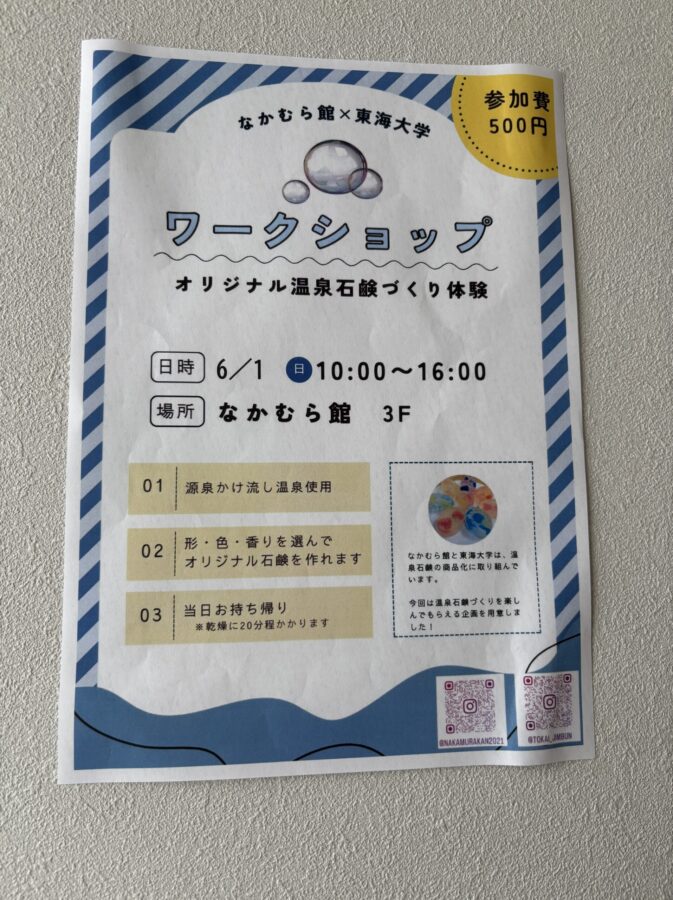 参加費
500円
なかむら館×東海大学
ワークショップ
オリジナル温泉石鹸づくり体験
日時 6/1 日 10:00〜16:00
場所 なかむら館 3F
01 源泉かけ流し温泉使用
02 形・色・香りを選んで
オリジナル石鹸を作れます
03 当日お持ち帰り
※乾燥に20分程かかります
なかむら館と東海大学は、温
泉石鹸の商品化に取り組んで
います。
今回は温泉石鹸づくりを楽し
んでもらえる企画を用意しま
した!
@NAKAMURAKAN2021
@TOKAI_JIMBUN